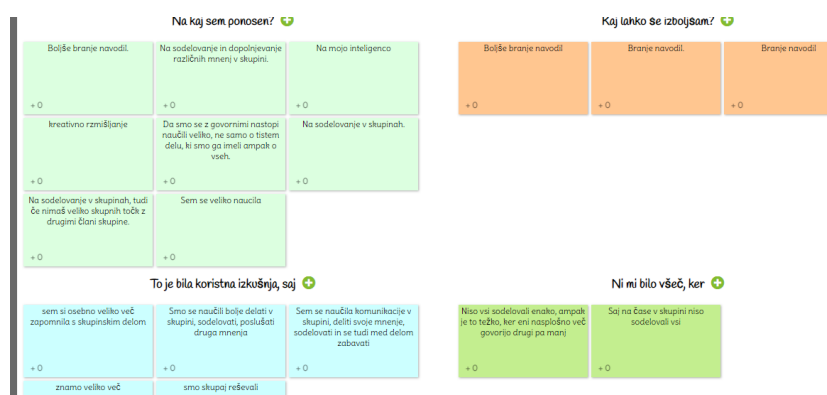 Na kaj sem ponosen?
Boljše branje navodil.
+ 0
Na sodelovanje in dopolnjevanje
različnih mnenj v skupini.
+ 0
Na mojo inteligenco
+ 0
kreativno rzmišljanje
+ 0
Da smo se z govornimi nastopi
naučili veliko, ne samo o tistem
delu, ki smo ga imeli ampak o
vseh.
+ 0
Na sodelovanje v skupinah.
+ 0
Na sodelovanje v skupinah, tudi
če nimaš veliko skupnih točk z
drugimi člani skupine.
+ 0
Sem se veliko naucila
+ 0
Kaj lahko še izboljšam?
Boljše branje navodil
+ 0
Branje navodil.
+ 0
Branje navodil
+ 0
To je bila koristna izkušnja, saj
sem si osebno veliko več
zapomnila s skupinskim delom
+ 0
Smo se naučili bolje delati v
skupini, sodelovati, poslušati
druga mnenja
+ 0
Sem se naučila komunikacije v
skupini, deliti svoje mnenje,
sodelovati in se tudi med delom
zabavati
+ 0
znamo veliko več
smo skupaj reševali
Ni mi bilo všeč, ker
Niso vsi sodelovali enako, ampak
je to težko, ker eni nasplošno več
govorijo drugi pa manj
+ 0
Saj na čase v skupini niso
sodelovali vsi
+ 0